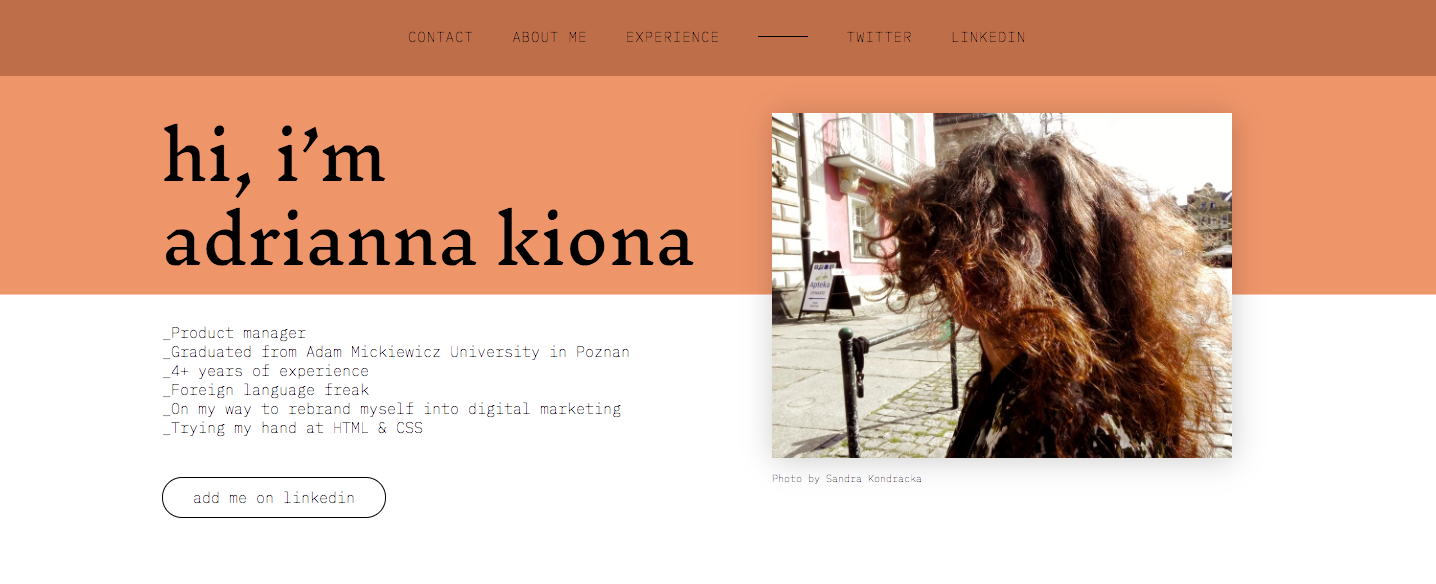 CONTACT ABOUT ME EXPERIENCE TWITTER LINKEDIN
hi, i’m
adrianna kiona
_Product manager
_Graduated from Adam Mickiewicz University in Poznan
_4+ years of experience
_Foreign language freak
_On my way to rebrand myself into digital marketing
_Trying my hand at HTML & CSS
add me on linkedin
Apteka
Photo by Sandra Kondracka